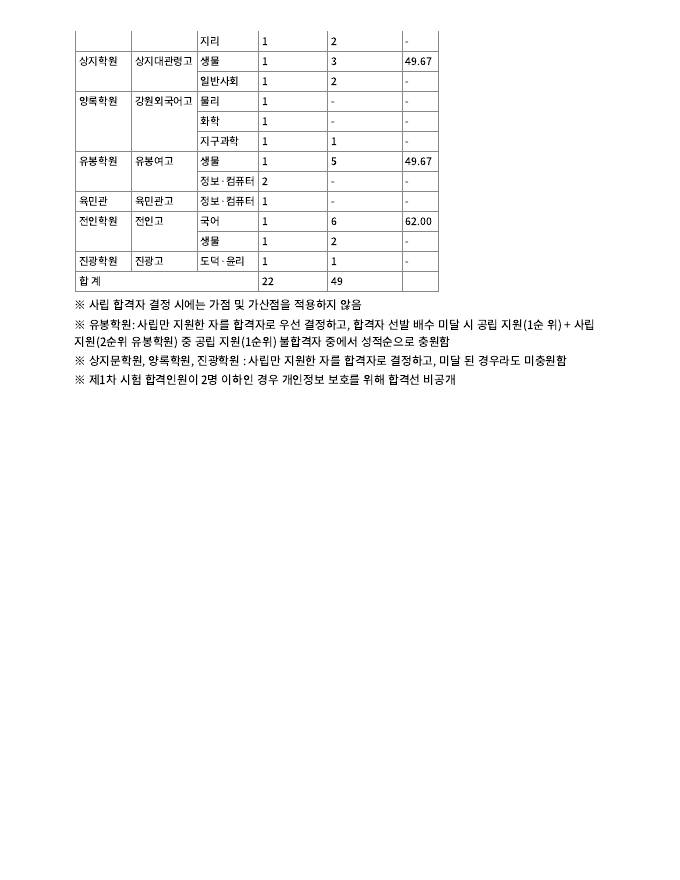 지리 1 2 -
상지학원 상지대관령고 생물 1 3 49.67
일반사회 1 2 -
양록학원 강원외국어고 물리 1 - -
화학 1 - -
지구과학 1 1 -
유봉학원 유봉여고 생물 1 5 49.67
정보·컴퓨터 2 - -
육민관 육민관고 정보·컴퓨터 1 - -
전인학원 전인고 국어 1 6 62.00
생물 1 2 -
진광학원 진광고 도덕·윤리 1 1 -
합 계 22 49
※ 사립 합격자 결정 시에는 가점 및 가산점을 적용하지 않음
※ 유봉학원: 사립만 지원한 자를 합격자로 우선 결정하고, 합격자 선발 배수 미달 시 공립 지원(1순 위) + 사립
지원(2순위 유봉학원) 중 공립 지원(1순위) 불합격자 중에서 성적순으로 충원함
※ 상지문학원, 양록학원, 진광학원 : 사립만 지원한 자를 합격자로 결정하고, 미달 된 경우라도 미충원함
※ 제1차 시험 합격인원이 2명 이하인 경우 개인정보 보호를 위해 합격선 비공개